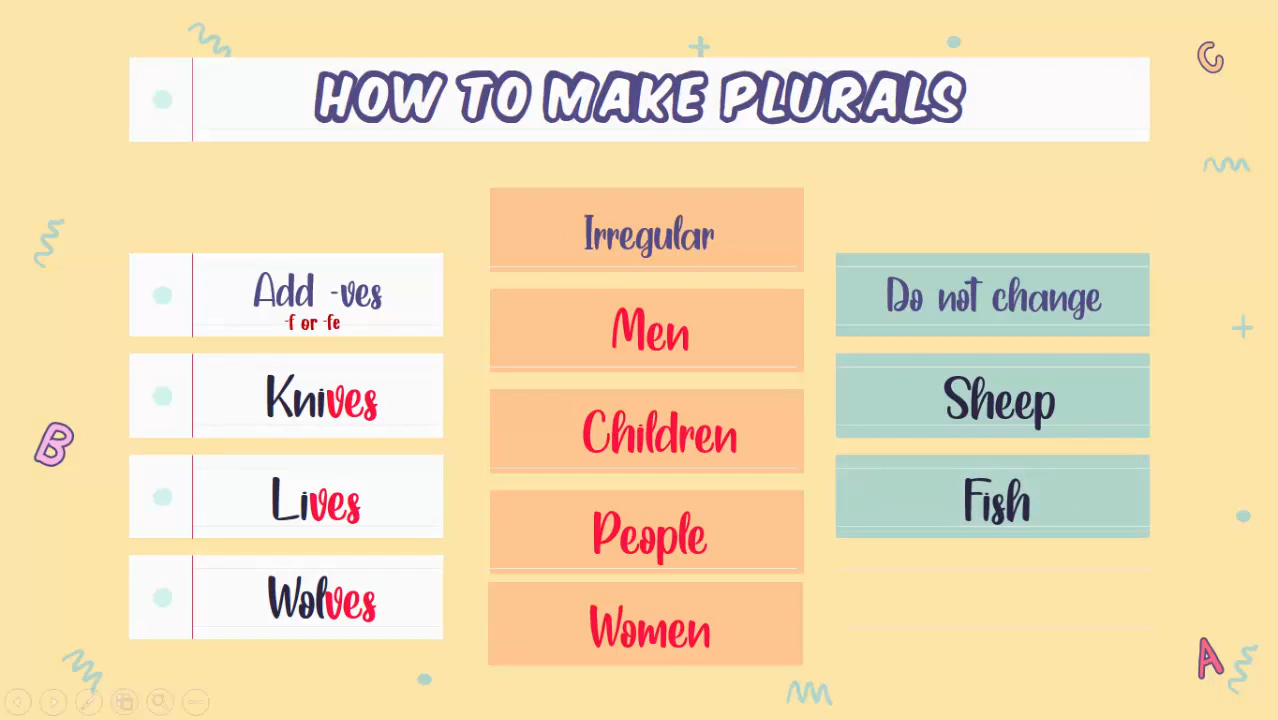 HOW TO MAKE PLURALS
Add -ves
-f or -fe
Knives
Lives
Wolves
Irregular
Men
Children
People
Women
Do not change
Sheep
Fish
C
B
A